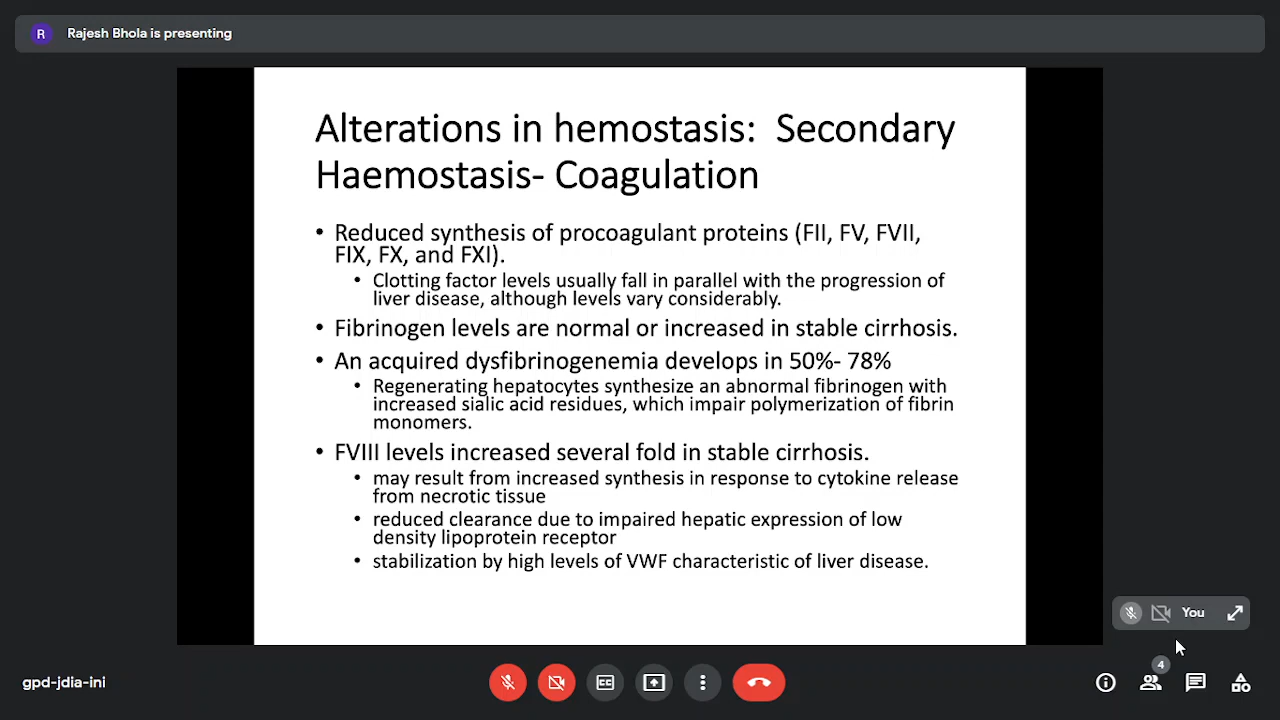 R
Rajesh Bhola is presenting
Alterations in hemostasis: Secondary
Haemostasis- Coagulation
• Reduced synthesis of procoagulant proteins (FII, FV, FVII,
FIX, FX, and FXI).
• Clotting factor levels usually fall in parallel with the progression of
liver disease, although levels vary considerably.
• Fibrinogen levels are normal or increased in stable cirrhosis.
• An acquired dysfibrinogenemia develops in 50%- 78%
• Regenerating hepatocytes synthesize an abnormal fibrinogen with
increased sialic acid residues, which impair polymerization of fibrin
monomers.
• FVIII levels increased several fold in stable cirrhosis.
• may result from increased synthesis in response to cytokine release
from necrotic tissue
• reduced clearance due to impaired hepatic expression of low
density lipoprotein receptor
• stabilization by high levels of VWF characteristic of liver disease.
You
4
gpd-jdia-ini
CC